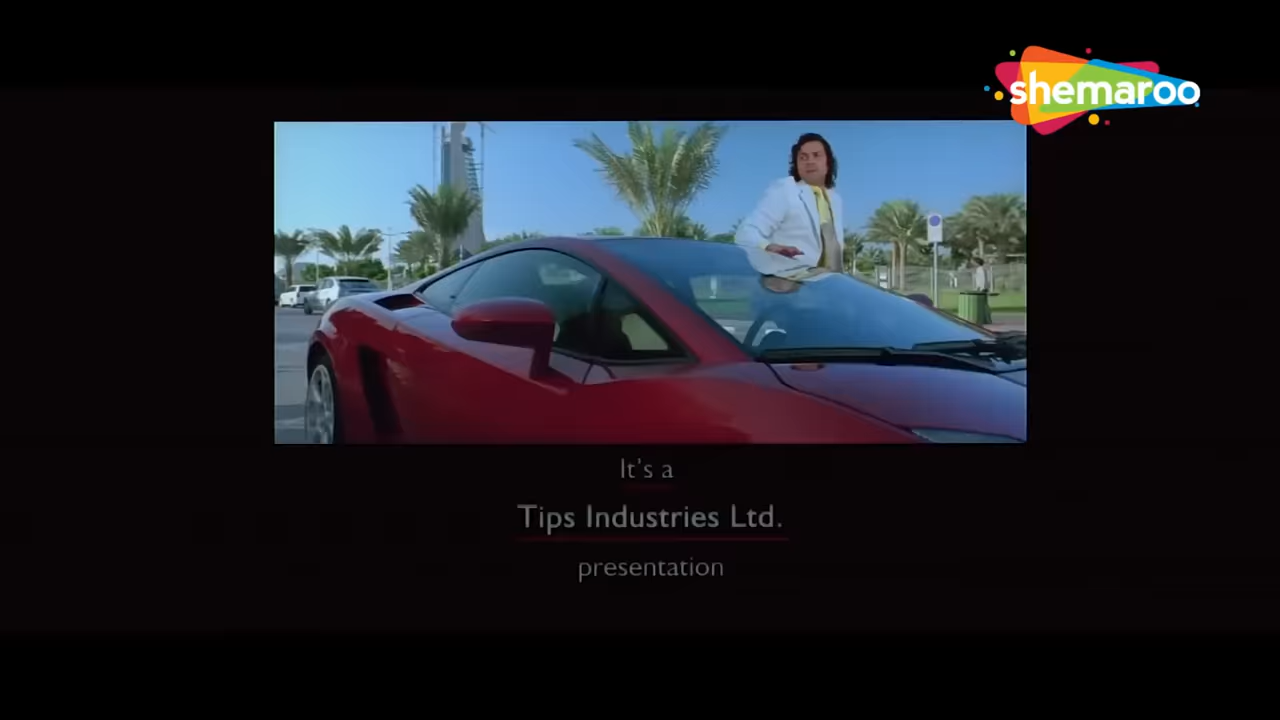 shemaroo
It's a
Tips Industries Ltd.
presentation